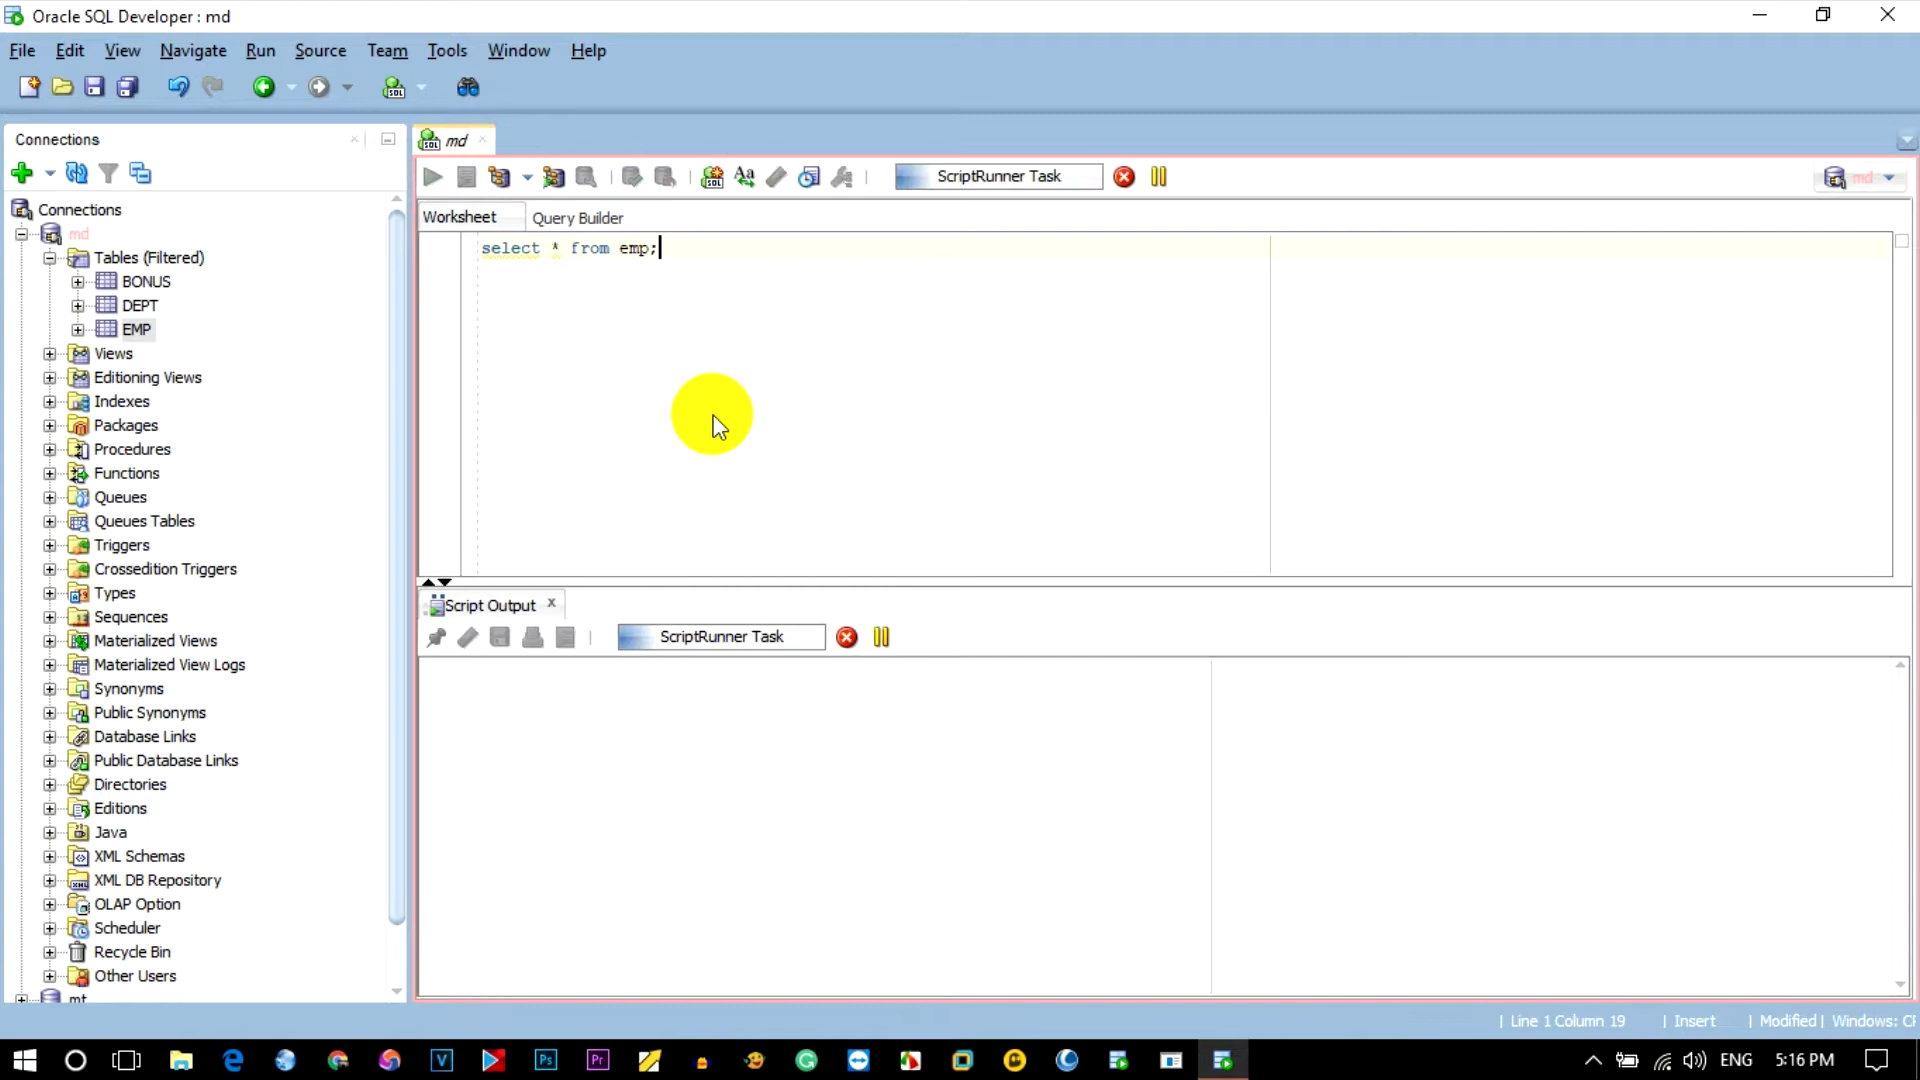 Oracle SQL Developer : md
File Edit View Navigate Run Source Team Tools Window Help
Connections
md
ScriptRunner Task
md
Worksheet
Query Builder
Connections
md
Tables (Filtered)
BONUS
DEPT
EMP
Views
Editioning Views
Indexes
Packages
Procedures
Functions
Queues
Queues Tables
Triggers
Crossedition Triggers
Types
Sequences
Materialized Views
Materialized View Logs
Synonyms
Public Synonyms
Database Links
Public Database Links
Directories
Editions
Java
XML Schemas
XML DB Repository
OLAP Option
Scheduler
Recycle Bin
Other Users
mt
select * from emp;
Script Output
ScriptRunner Task
| Line 1 Column 19 | Insert | Modified | Windows: CF
ENG 5:16 PM